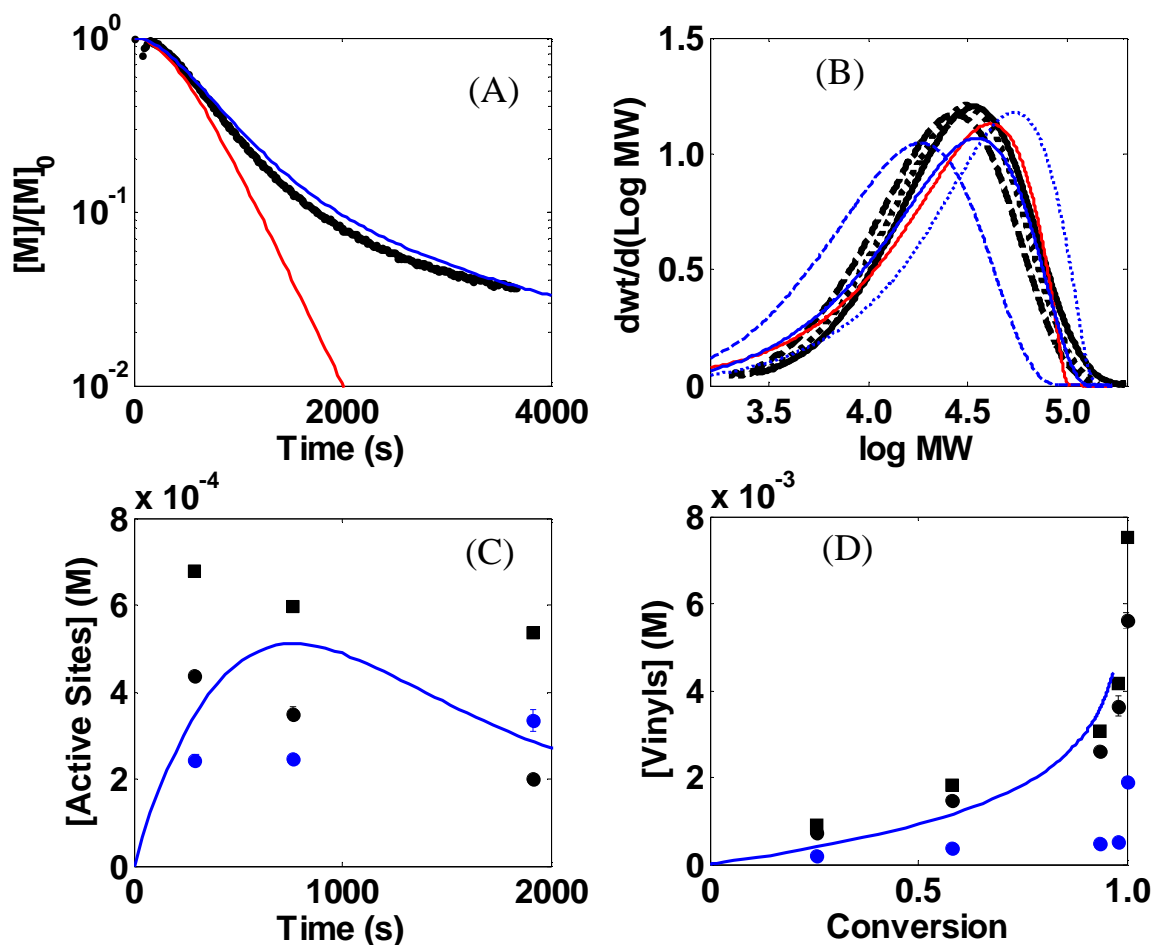 (A)
10^0
10^-1
10^-2
[M]/[M]_0
0 2000 4000
Time (s)
(B)
1.5
1.0
0.5
0
dwt/d(Log MW)
3.5 4.0 4.5 5.0
log MW
x 10^-4
(C)
8
6
4
2
0
[Active Sites] (M)
0 1000 2000
Time (s)
x 10^-3
(D)
8
6
4
2
0
[Vinyls] (M)
0 0.5 1.0
Conversion